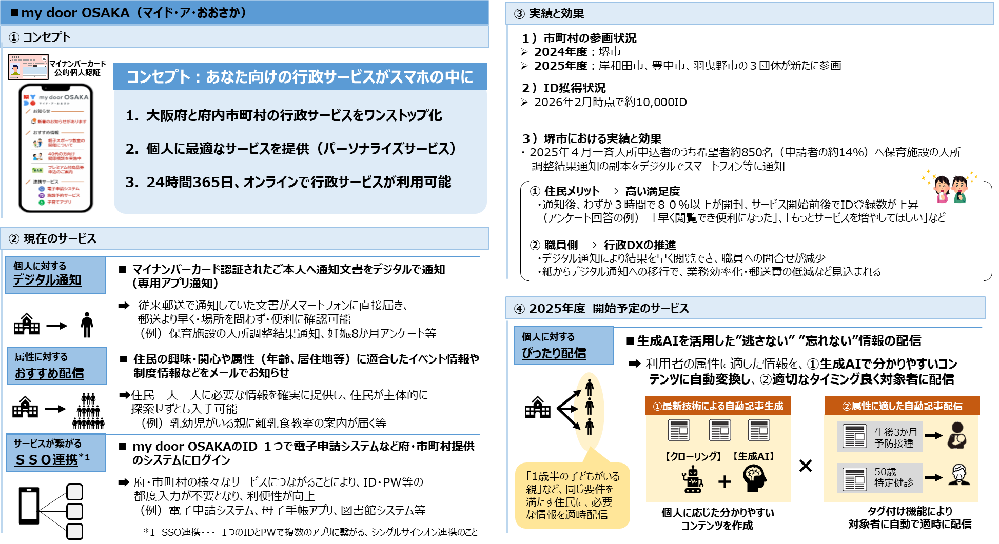 ■my door OSAKA（マイド・ア・おおさか）
① コンセプト
マイナンバーカード
公的個人認証
my door OSAKA
マイド・ア・おおさか
お知らせ
新着のお知らせがあります
おすすめ情報
親子スポーツ教室の
開催について
40代の方向け
健康相談を実施中
プレミアム付商品券
申込のご案内
連携サービス
電子申請システム
施設予約サービス
子育てアプリ
コンセプト：あなた向けの行政サービスがスマホの中に
1. 大阪府と府内市町村の行政サービスをワンストップ化
2. 個人に最適なサービスを提供（パーソナライズサービス）
3. 24時間365日、オンラインで行政サービスが利用可能
② 現在のサービス
個人に対する
デジタル通知
■ マイナンバーカード認証されたご本人へ通知文書をデジタルで通知
（専用アプリ通知）
➡ 従来郵送で通知していた文書がスマートフォンに直接届き、
郵送より早く・場所を問わず・便利に確認可能
（例）保育施設の入所調整結果通知、妊娠8か月アンケート等
属性に対する
おすすめ配信
■ 住民の興味・関心や属性（年齢、居住地等）に適合したイベント情報や
制度情報などをメールでお知らせ
➡住民一人一人に必要な情報を確実に提供し、住民が主体的に
探索せずとも入手可能
（例）乳幼児がいる親に離乳食教室の案内が届く等
サービスが繋がる
ＳＳＯ連携*1
■ my door OSAKAのID １つで電子申請システムなど府・市町村提供
のシステムにログイン
➡ 府・市町村の様々なサービスにつながることにより、ID・PW等の
都度入力が不要となり、利便性が向上
（例）電子申請システム、母子手帳アプリ、図書館システム等
*1 SSO連携・・・ 1つのIDとPWで複数のアプリに繋がる、シングルサインオン連携のこと
③ 実績と効果
１）市町村の参画状況
➢ 2024年度：堺市
➢ 2025年度：岸和田市、豊中市、羽曳野市の３団体が新たに参画
２）ID獲得状況
➢ 2026年2月時点で約10,000ID
３）堺市における実績と効果
・2025年４月一斉入所申込者のうち希望者約850名（申請者の約14%）へ保育施設の入所
調整結果通知の副本をデジタルでスマートフォン等に通知
① 住民メリット ⇒ 高い満足度
・通知後、わずか３時間で８０％以上が開封、サービス開始前後でID登録数が上昇
（アンケート回答の例） 「早く閲覧でき便利になった」、「もっとサービスを増やしてほしい」など
② 職員側 ⇒ 行政DXの推進
・デジタル通知により結果を早く閲覧でき、職員への問合せが減少
・紙からデジタル通知への移行で、業務効率化・郵送費の低減など見込まれる
④ 2025年度 開始予定のサービス
個人に対する
ぴったり配信
■生成AIを活用した”逃さない” ”忘れない”情報の配信
➡ 利用者の属性に適した情報を、①生成AIで分かりやすいコン
テンツに自動変換し、②適切なタイミング良く対象者に配信
「1歳半の子どもがいる
親」など、同じ要件を
満たす住民に、必要
な情報を適時配信
①最新技術による自動記事生成
【クローリング】 【生成AI】
＋
個人に応じた分かりやすい
コンテンツを作成
×
②属性に適した自動記事配信
生後3か月
予防接種
50歳
特定健診
タグ付け機能により
対象者に自動で適時に配信